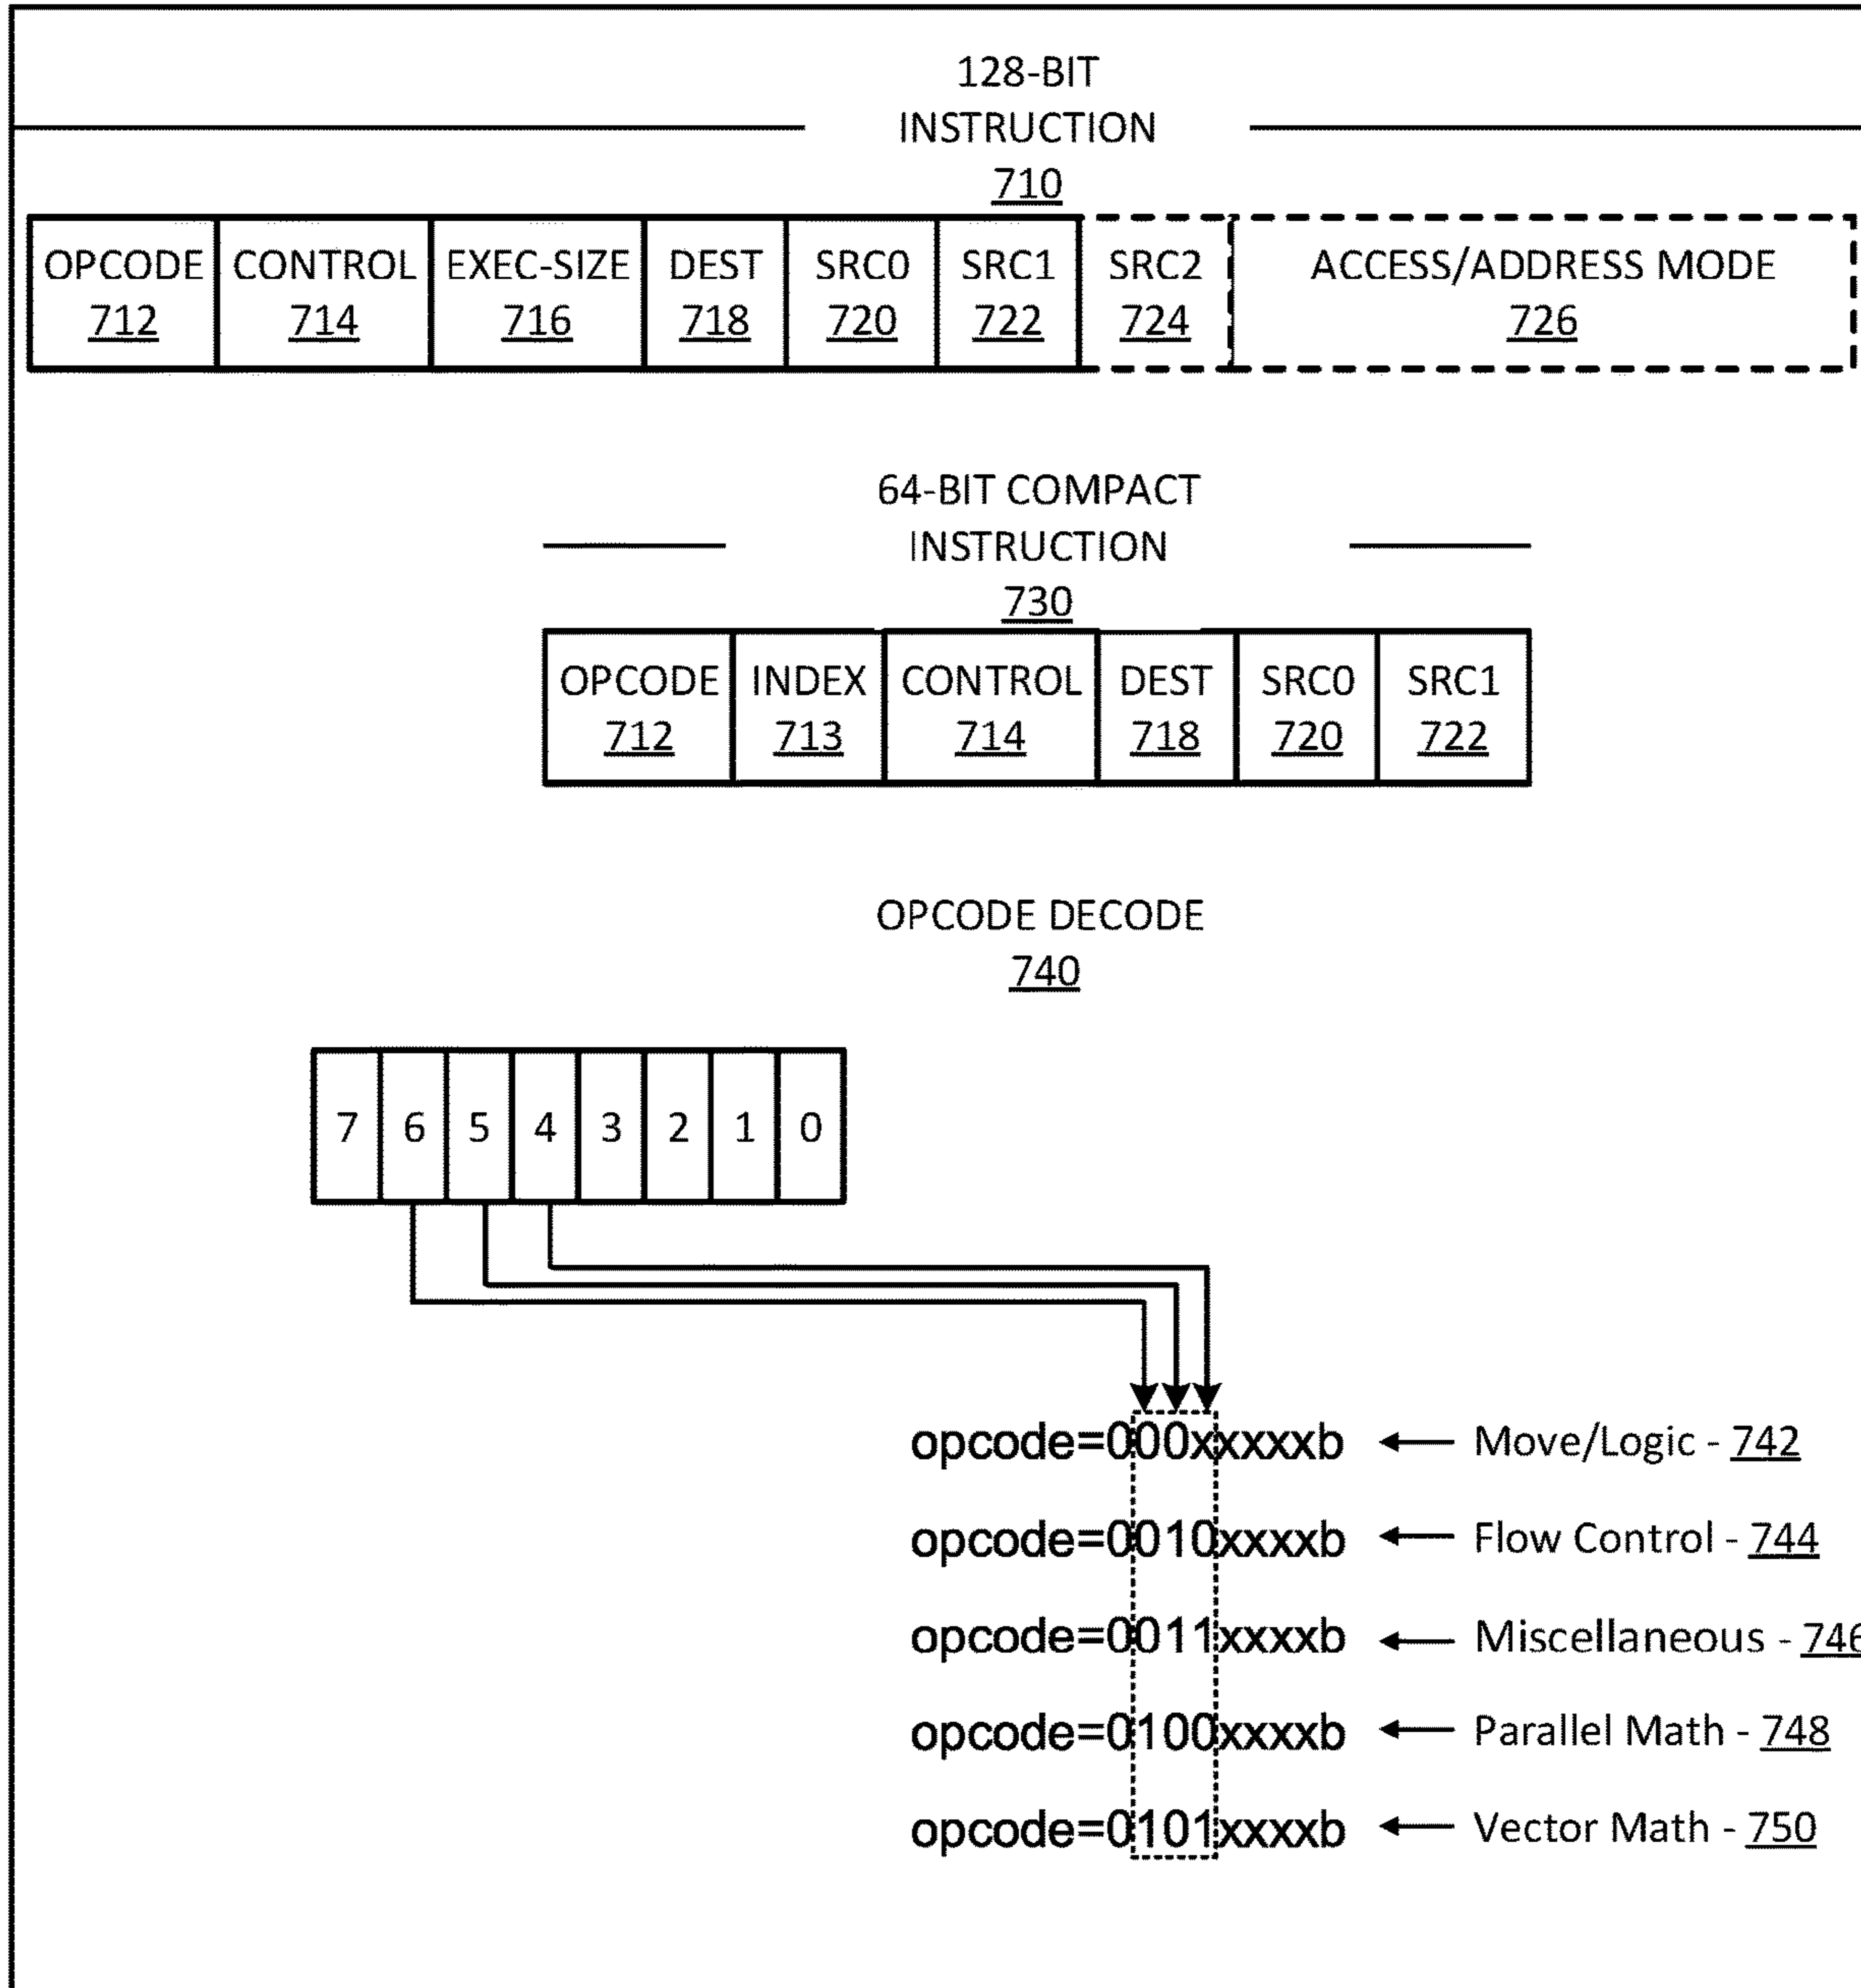 128-BIT
INSTRUCTION
710
OPCODE CONTROL EXEC-SIZE DEST SRC0 SRC1 SRC2 ACCESS/ADDRESS MODE
712 714 716 718 720 722 724 726
64-BIT COMPACT
INSTRUCTION
730
OPCODE INDEX CONTROL DEST SRC0 SRC1
712 713 714 718 720 722
OPCODE DECODE
740
7 6 5 4 3 2 1 0
opcode=000xxxxxb Move/Logic - 742
opcode=0010xxxxb Flow Control - 744
opcode=0011xxxxb Miscellaneous - 746
opcode=0100xxxxb Parallel Math - 748
opcode=0101xxxxb Vector Math - 750